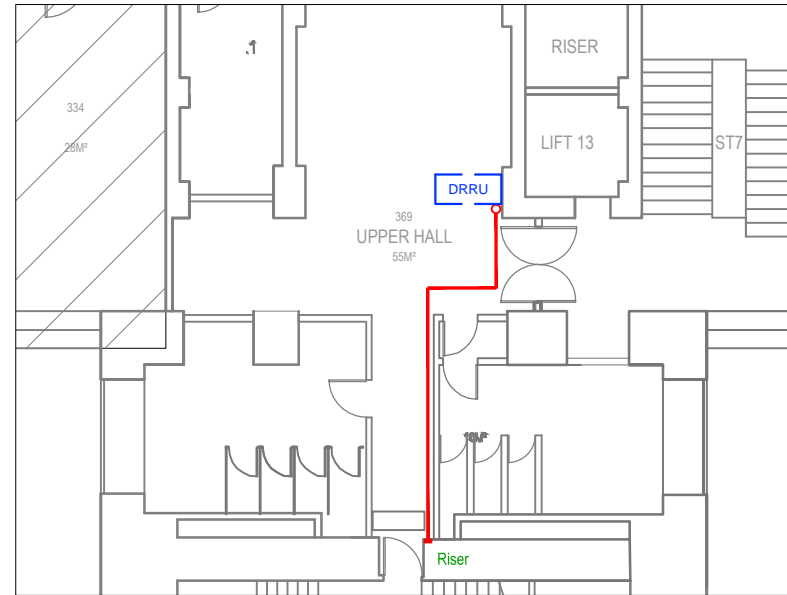 RISER
334
28M²
LIFT 13
ST7
DRRU
369
UPPER HALL
55M²
Riser